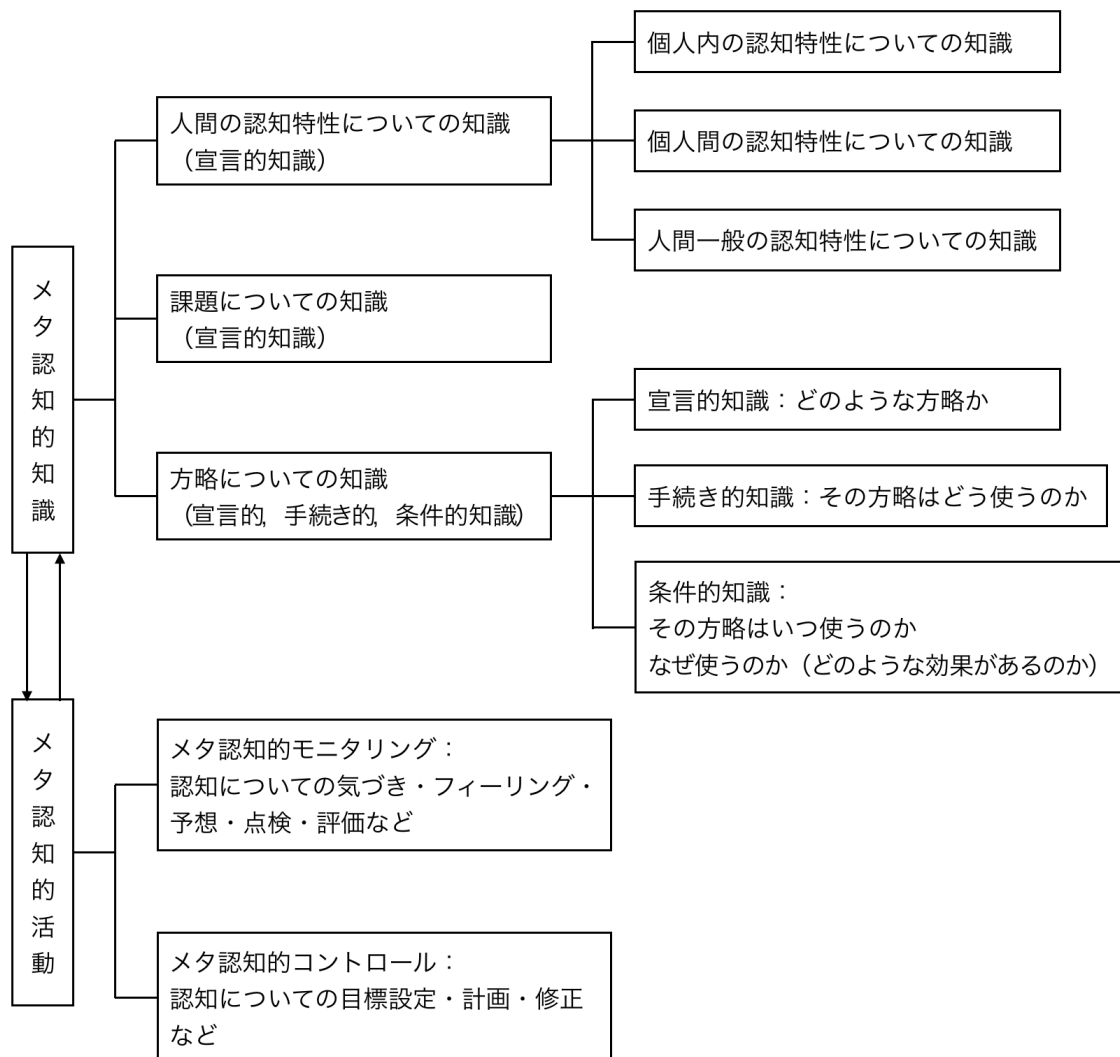 メタ認知的知識
人間の認知特性についての知識
（宣言的知識）
個人内の認知特性についての知識
個人間の認知特性についての知識
人間一般の認知特性についての知識
課題についての知識
（宣言的知識）
方略についての知識
（宣言的，手続き的，条件的知識）
宣言的知識：どのような方略か
手続き的知識：その方略はどう使うのか
条件的知識：
その方略はいつ使うのか
なぜ使うのか（どのような効果があるのか）
メタ認知的活動
メタ認知的モニタリング：
認知についての気づき・フィーリング・
予想・点検・評価など
メタ認知的コントロール：
認知についての目標設定・計画・修正
など